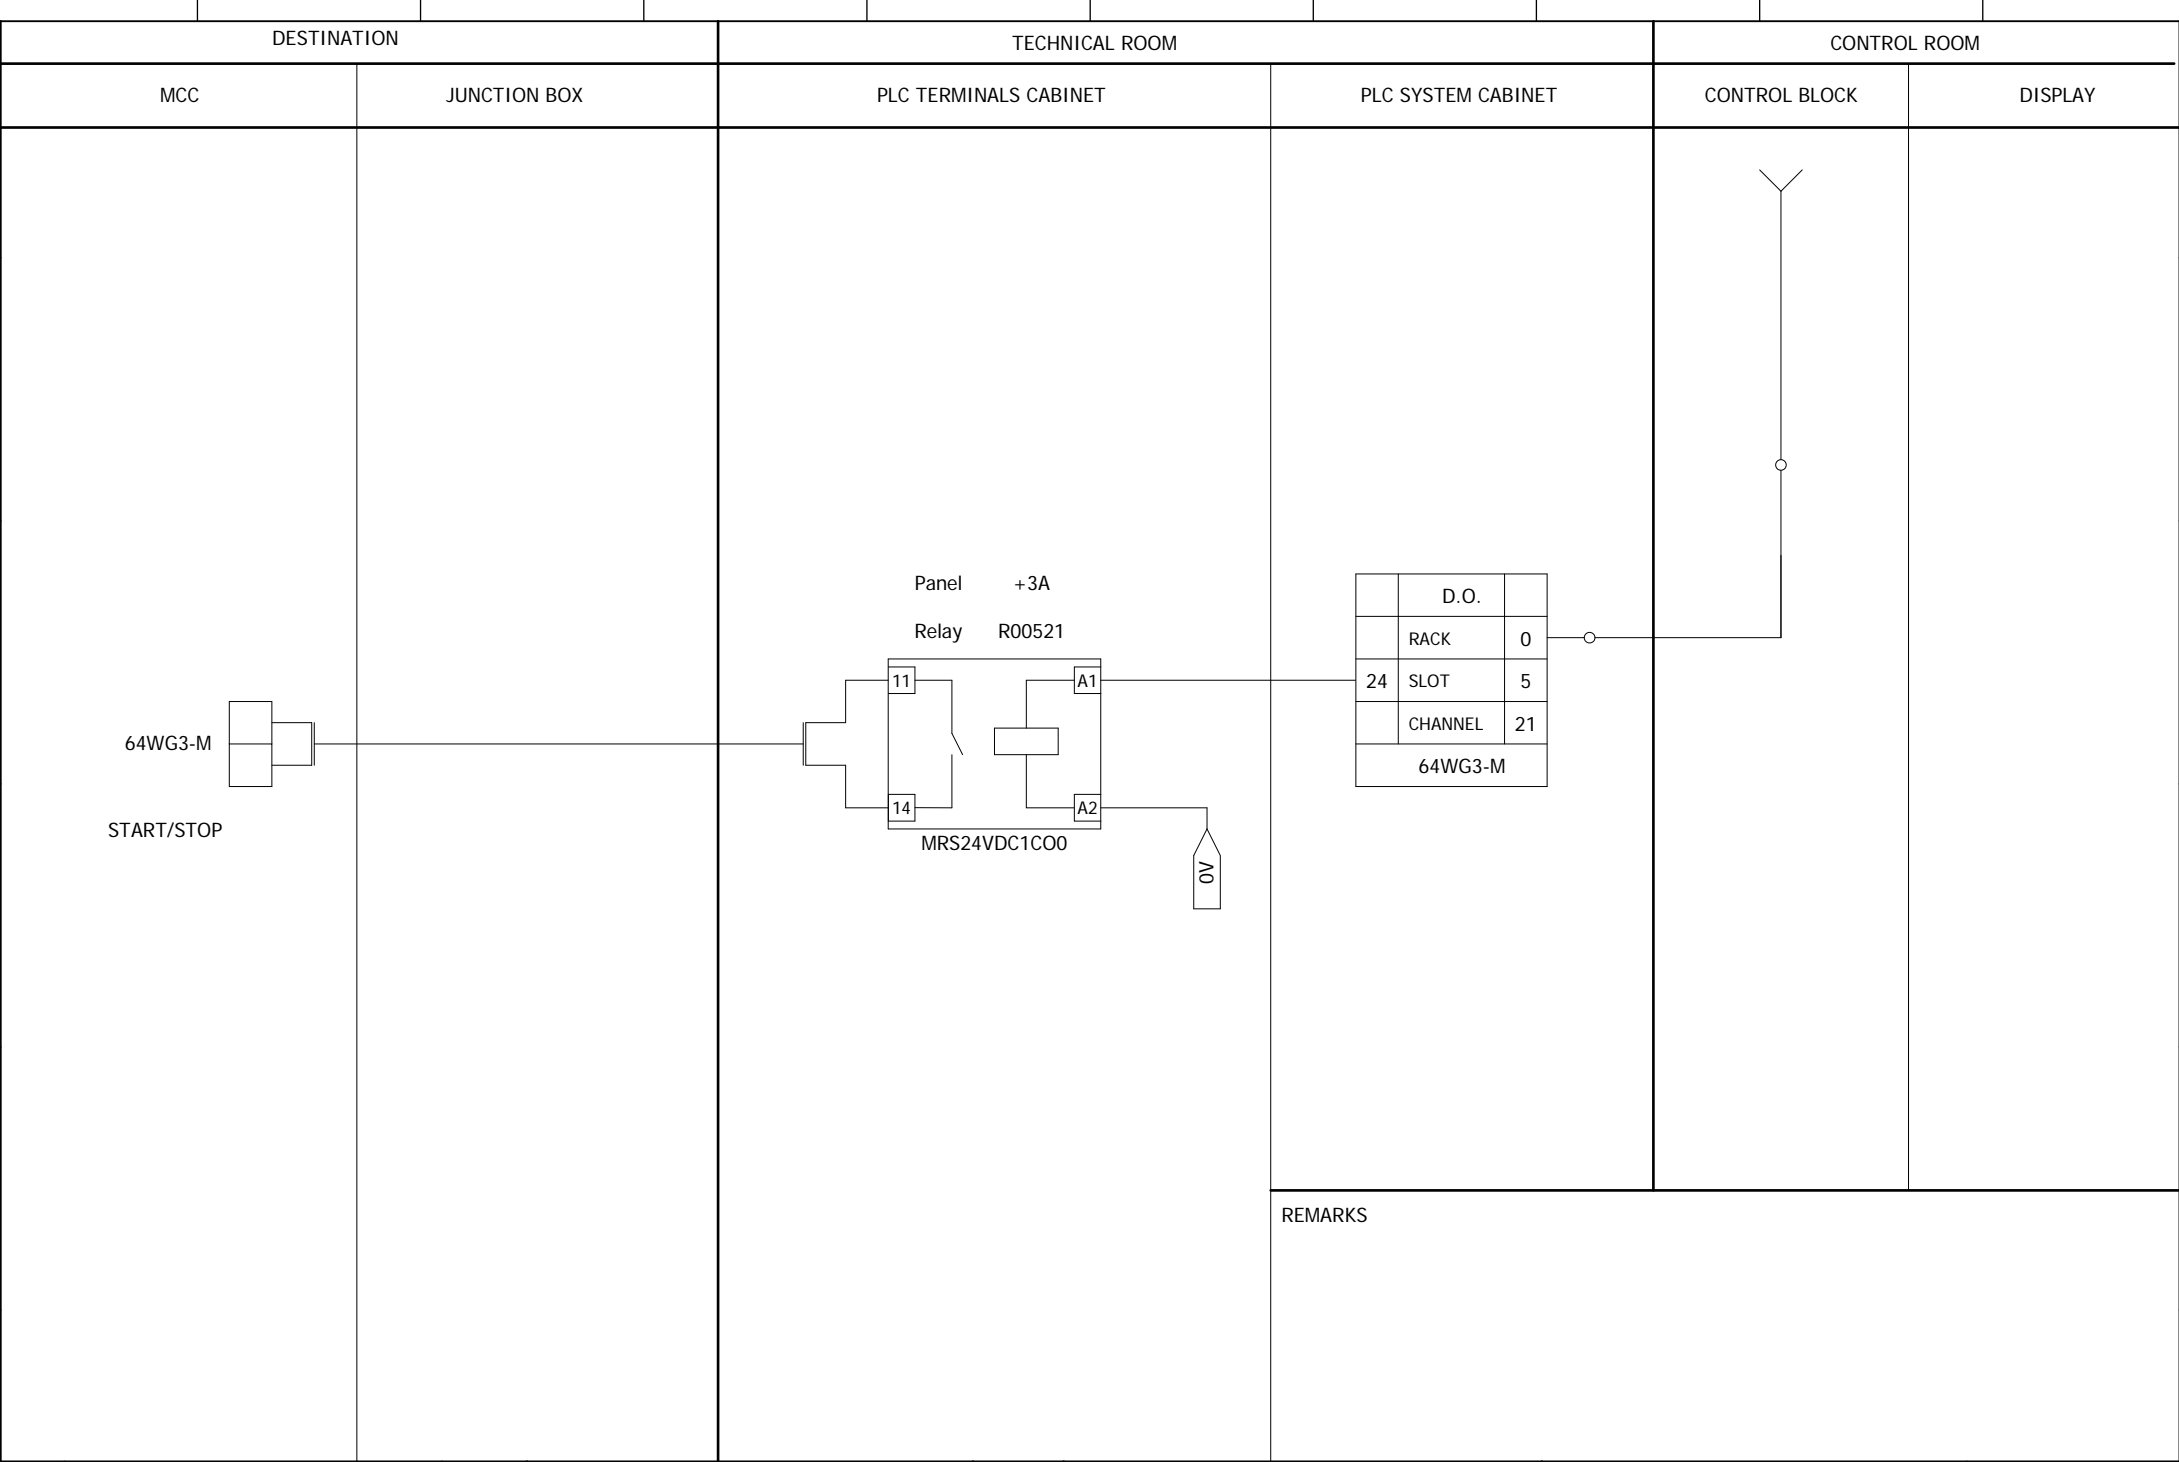 DESTINATION
TECHNICAL ROOM
CONTROL ROOM
MCC
JUNCTION BOX
PLC TERMINALS CABINET
PLC SYSTEM CABINET
CONTROL BLOCK
DISPLAY
Panel +3A
Relay R00521
11
A1
14
A2
MRS24VDC1CO0
0V
64WG3-M
START/STOP
D.O.
RACK 0
24 SLOT 5
CHANNEL 21
64WG3-M
REMARKS